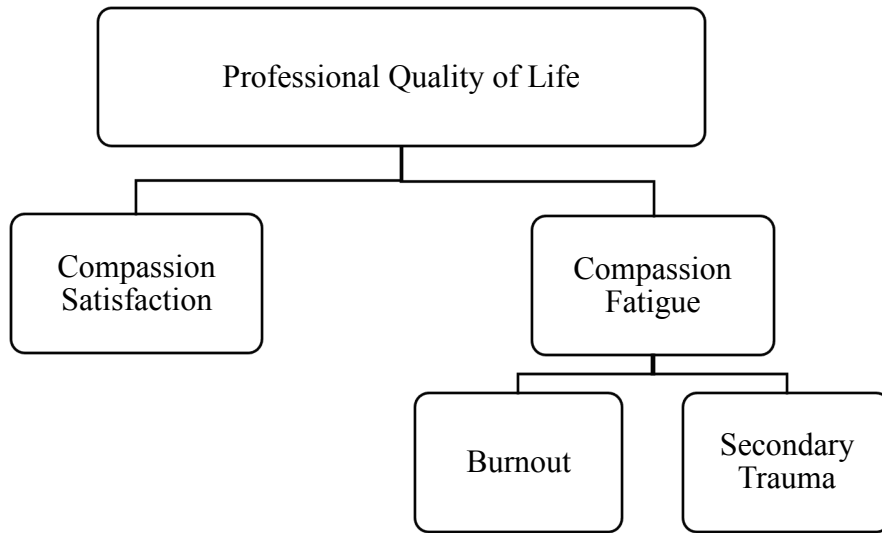 Professional Quality of Life
Compassion
Satisfaction
Compassion
Fatigue
Burnout
Secondary
Trauma